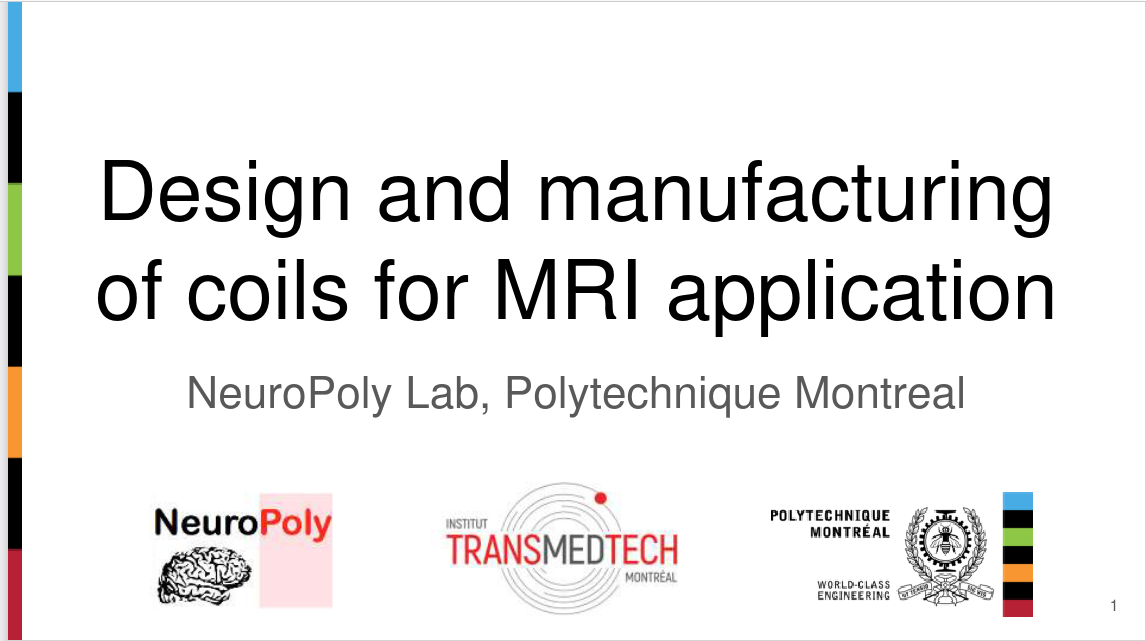 Design and manufacturing
of coils for MRI application
NeuroPoly Lab, Polytechnique Montreal
NeuroPoly
INSTITUT
TRANSMEDTECH
MONTRÉAL
POLYTECHNIQUE
MONTRÉAL
WORLD-CLASS
ENGINEERING
1